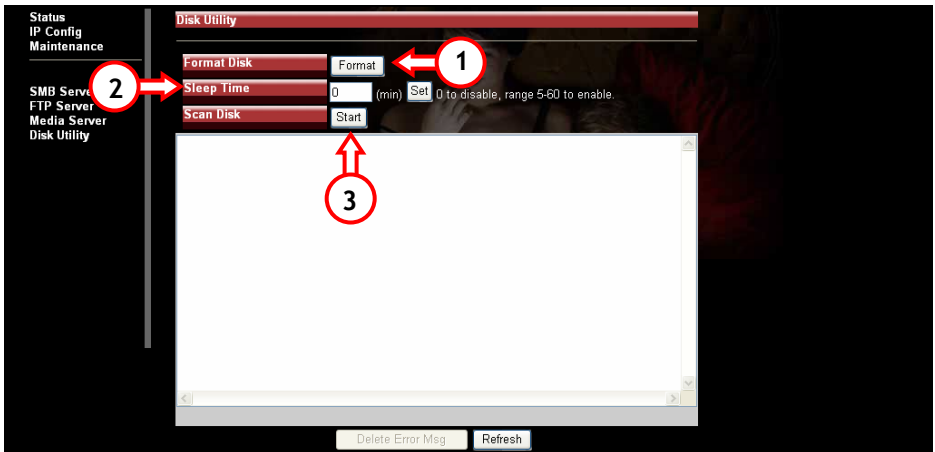 Status
IP Config
Maintenance
SMB Serve
FTP Server
Media Server
Disk Utility
Disk Utility
Format Disk Format 1
2 Sleep Time 0 (min) Set 0 to disable, range 5-60 to enable.
Scan Disk Start
3
Delete Error Msg Refresh